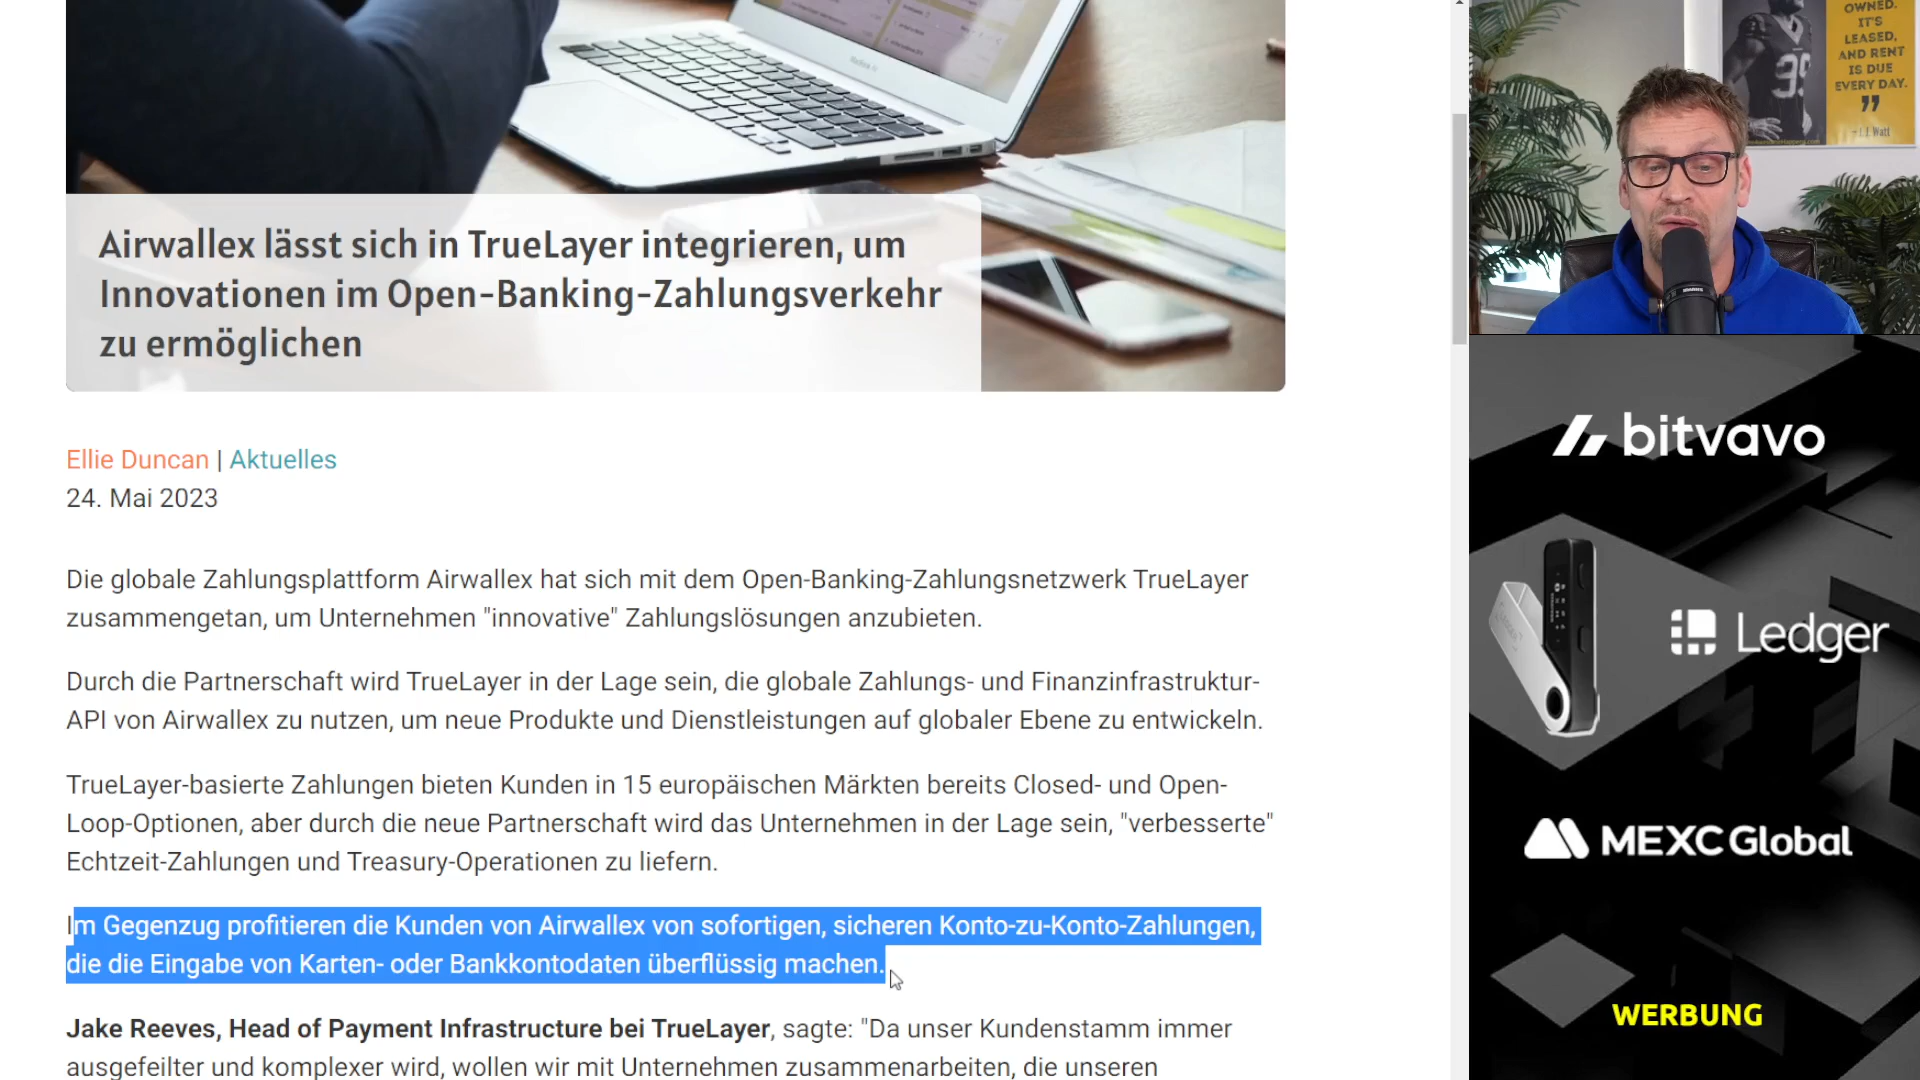 Airwallex lässt sich in TrueLayer integrieren, um
Innovationen im Open-Banking-Zahlungsverkehr
zu ermöglichen
Ellie Duncan | Aktuelles
24. Mai 2023
Die globale Zahlungsplattform Airwallex hat sich mit dem Open-Banking-Zahlungsnetzwerk TrueLayer
zusammengetan, um Unternehmen "innovative" Zahlungslösungen anzubieten.
Durch die Partnerschaft wird TrueLayer in der Lage sein, die globale Zahlungs- und Finanzinfrastruktur-
API von Airwallex zu nutzen, um neue Produkte und Dienstleistungen auf globaler Ebene zu entwickeln.
TrueLayer-basierte Zahlungen bieten Kunden in 15 europäischen Märkten bereits Closed- und Open-
Loop-Optionen, aber durch die neue Partnerschaft wird das Unternehmen in der Lage sein, "verbesserte"
Echtzeit-Zahlungen und Treasury-Operationen zu liefern.
Im Gegenzug profitieren die Kunden von Airwallex von sofortigen, sicheren Konto-zu-Konto-Zahlungen,
die die Eingabe von Karten- oder Bankkontodaten überflüssig machen.
Jake Reeves, Head of Payment Infrastructure bei TrueLayer, sagte: "Da unser Kundenstamm immer
ausgefeilter und komplexer wird, wollen wir mit Unternehmen zusammenarbeiten, die unseren
OWNED.
IT'S
LEASED,
AND RENT
IS DUE
EVERY DAY.
"
- J.J. Watt
99
bitvavo
Ledger
MEXC Global
WERBUNG